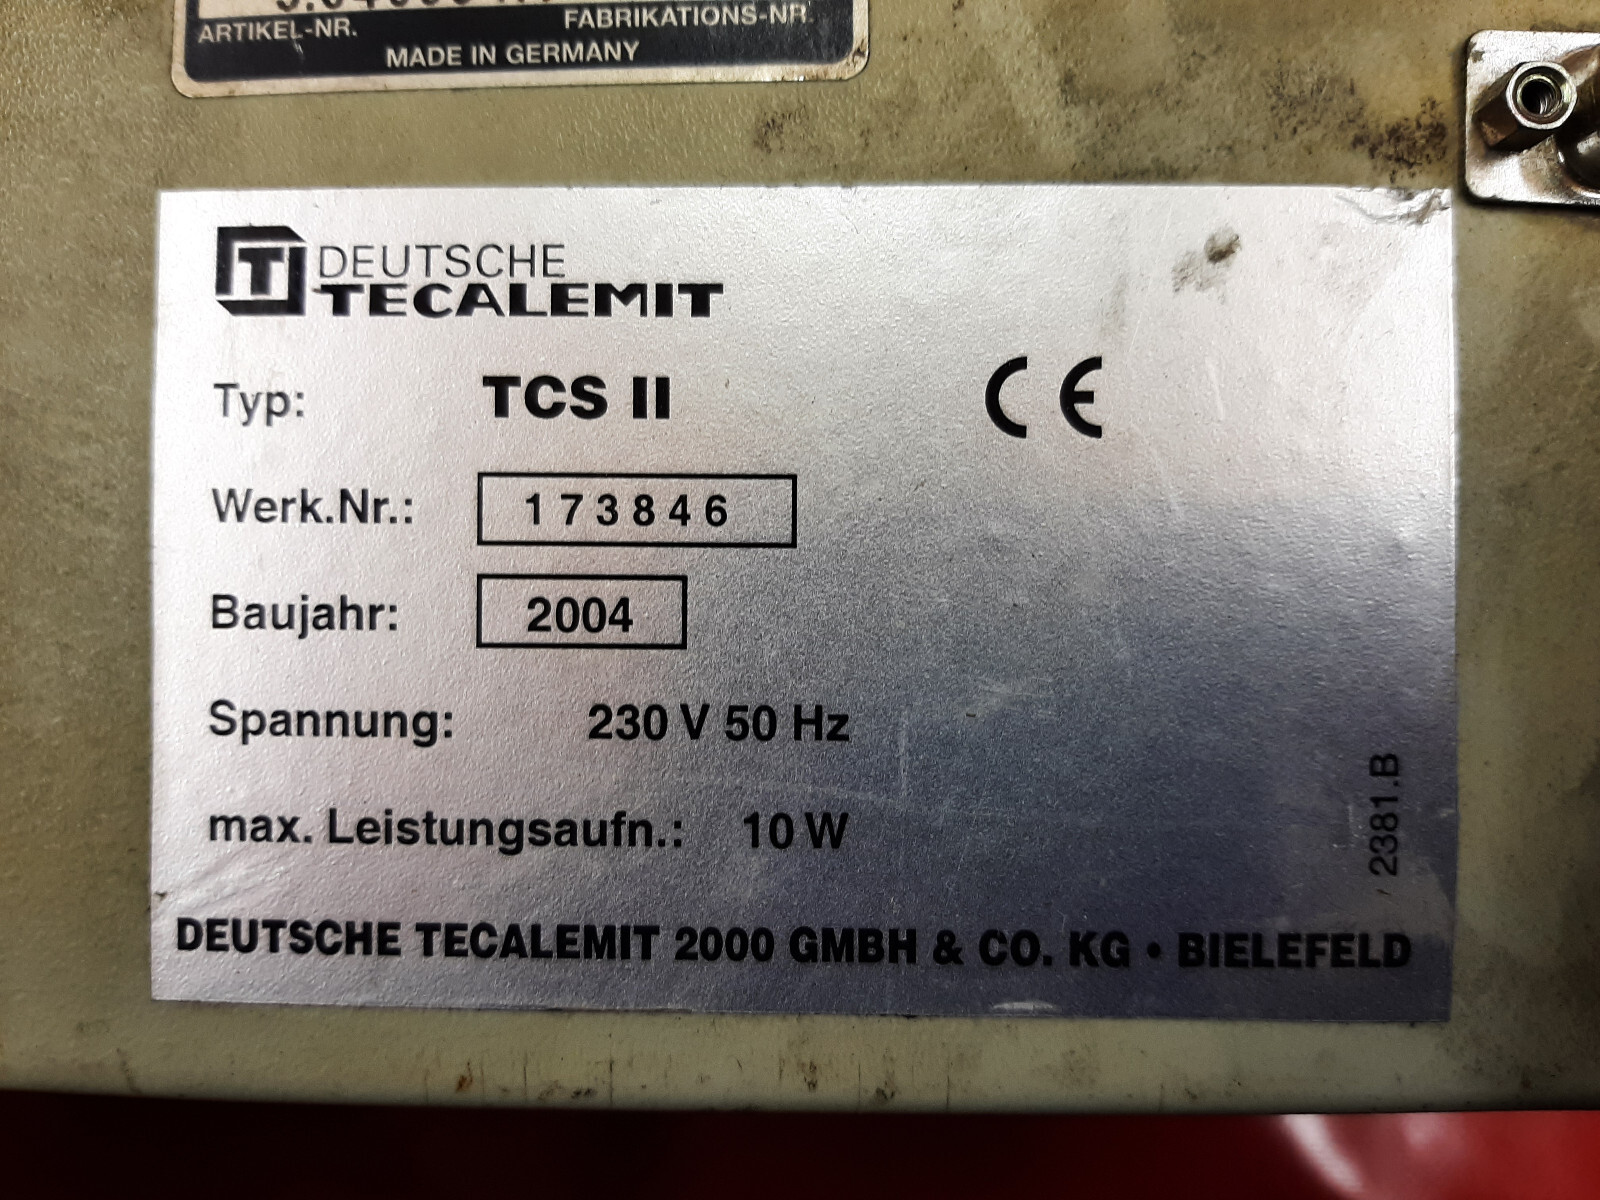 ARTIKEL-NR. FABRIKATIONS-NR.
MADE IN GERMANY
DEUTSCHE
TECALEMIT
Typ: TCS II CE
Werk.Nr.: 173846
Baujahr: 2004
Spannung: 230 V 50 Hz
max. Leistungsaufn.: 10 W
2381.B
DEUTSCHE TECALEMIT 2000 GMBH & CO. KG • BIELEFELD